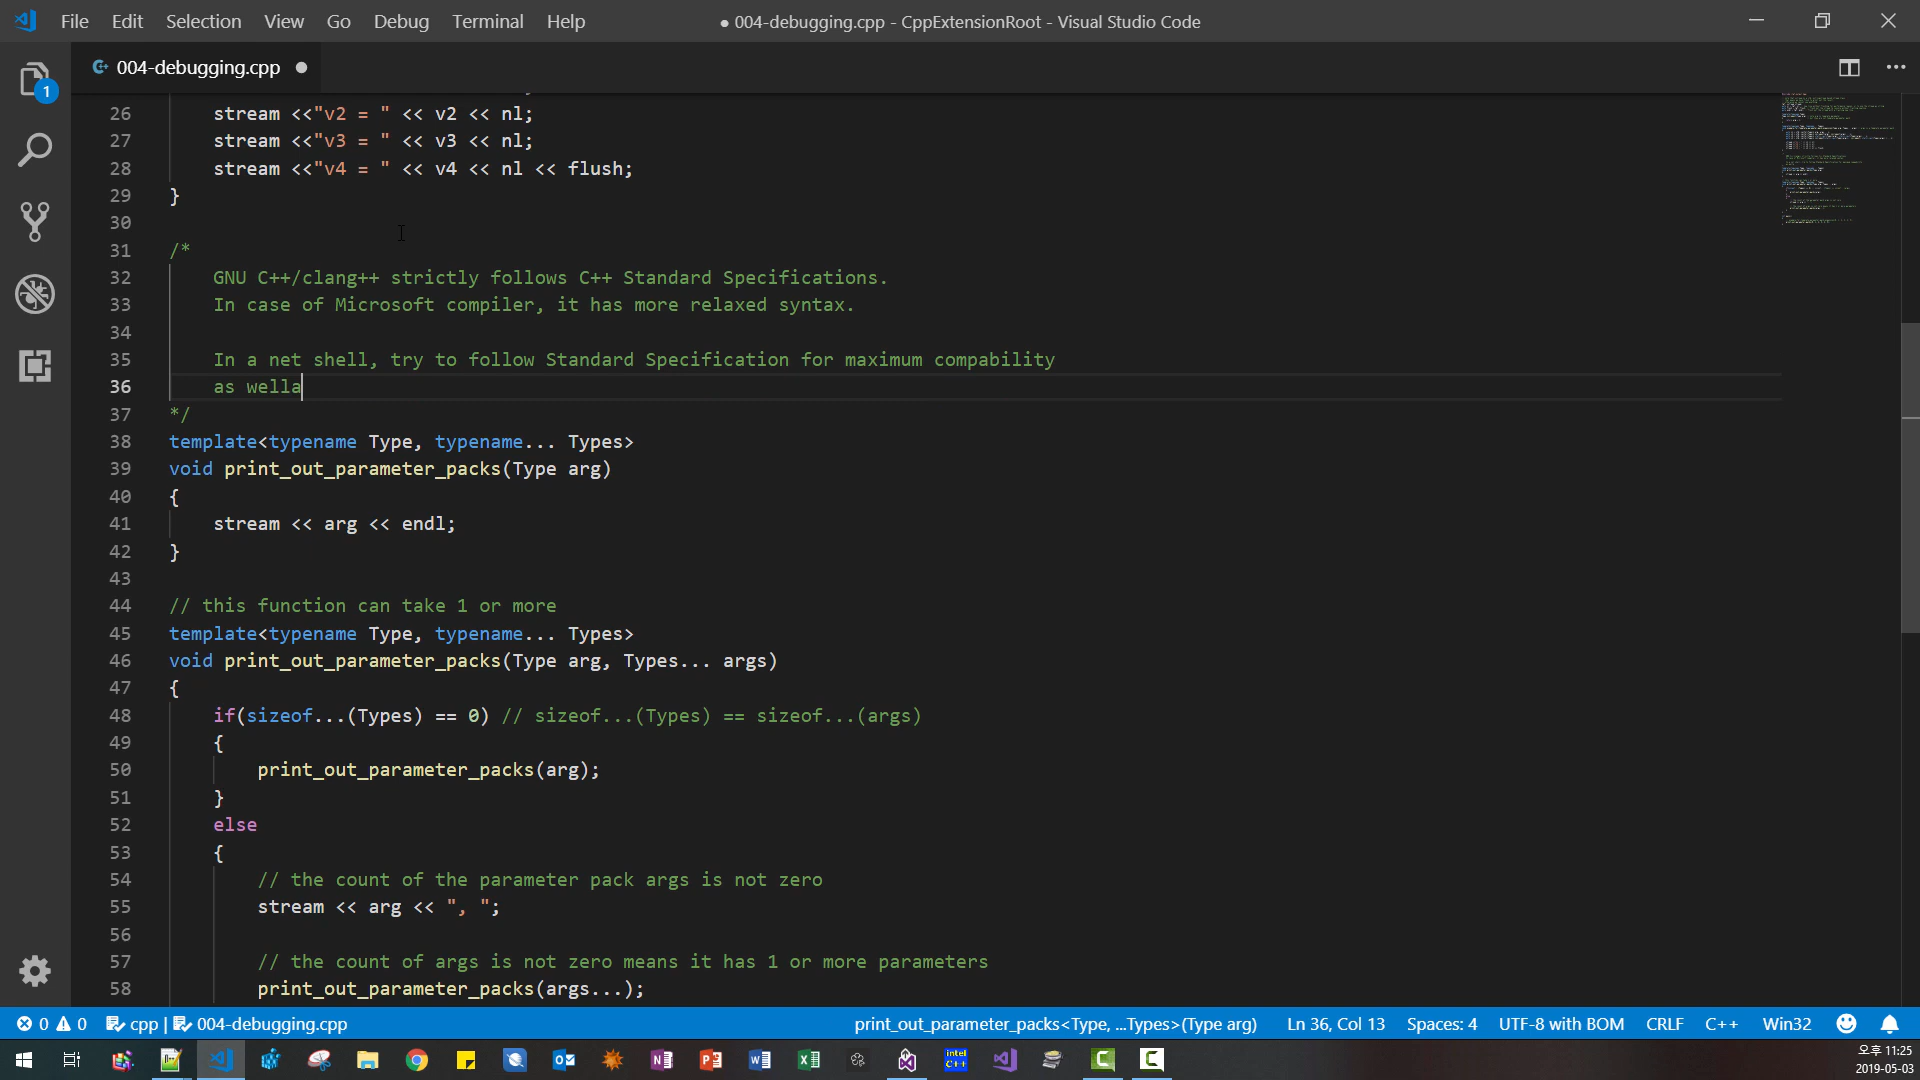 File Edit Selection View Go Debug Terminal Help ● 004-debugging.cpp - CppExtensionRoot - Visual Studio Code
004-debugging.cpp ●
1
26 stream <<"v2 = " << v2 << nl;
27 stream <<"v3 = " << v3 << nl;
28 stream <<"v4 = " << v4 << nl << flush;
29 }
30
31 /*
32 GNU C++/clang++ strictly follows C++ Standard Specifications.
33 In case of Microsoft compiler, it has more relaxed syntax.
34
35 In a net shell, try to follow Standard Specification for maximum compability
36 as wella
37 */
38 template<typename Type, typename... Types>
39 void print_out_parameter_packs(Type arg)
40 {
41 stream << arg << endl;
42 }
43
44 // this function can take 1 or more
45 template<typename Type, typename... Types>
46 void print_out_parameter_packs(Type arg, Types... args)
47 {
48 if(sizeof...(Types) == 0) // sizeof...(Types) == sizeof...(args)
49 {
50 print_out_parameter_packs(arg);
51 }
52 else
53 {
54 // the count of the parameter pack args is not zero
55 stream << arg << ", ";
56
57 // the count of args is not zero means it has 1 or more parameters
58 print_out_parameter_packs(args...);
0 0 cpp | 004-debugging.cpp print_out_parameter_packs<Type, ...Types>(Type arg) Ln 36, Col 13 Spaces: 4 UTF-8 with BOM CRLF C++ Win32
intel C++
오후 11:25
2019-05-03